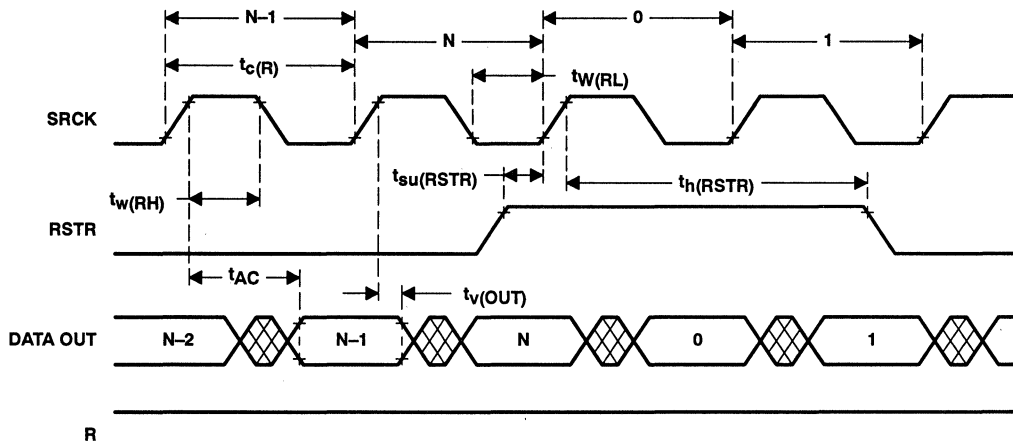 N–1
0
N
1
tc(R)
tW(RL)
SRCK
tsu(RSTR)
th(RSTR)
tw(RH)
RSTR
tAC
tv(OUT)
DATA OUT
N–2
N–1
N
0
1
R